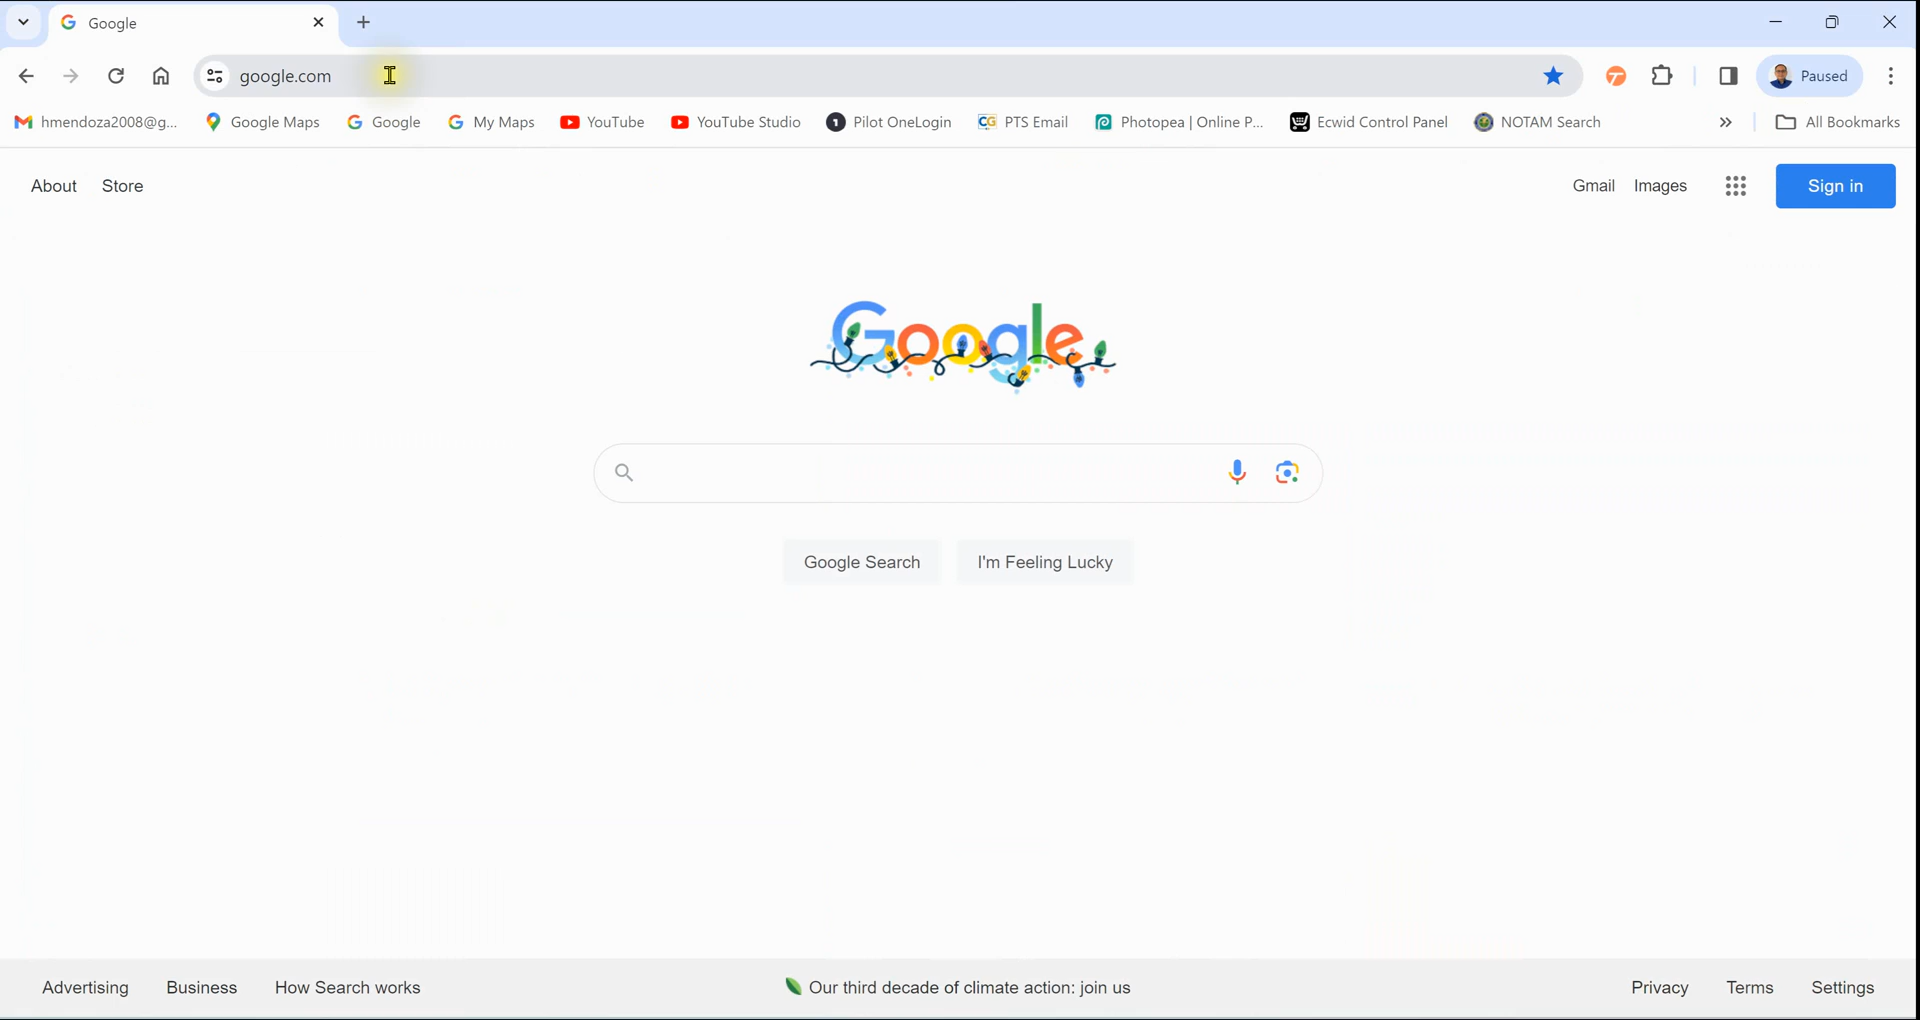 Google
google.com
Paused
hmendoza2008@g...
Google Maps
Google
My Maps
YouTube
YouTube Studio
1 Pilot OneLogin
CG PTS Email
Photopea | Online P...
Ecwid Control Panel
NOTAM Search
All Bookmarks
About Store
Gmail Images
Sign in
Google
Google Search
I'm Feeling Lucky
Advertising Business How Search works
Our third decade of climate action: join us
Privacy Terms Settings